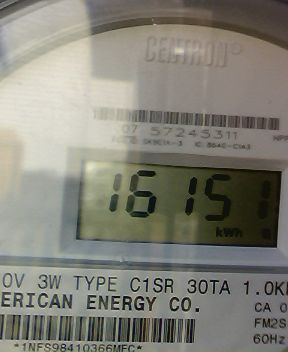 CENTRON
07 57245311
16151
kWh
0V 3W TYPE C1SR 30TA 1.0K
ERICAN ENERGY CO.
CA 0
FM2S
60Hz
*1NFS98410366MFC*